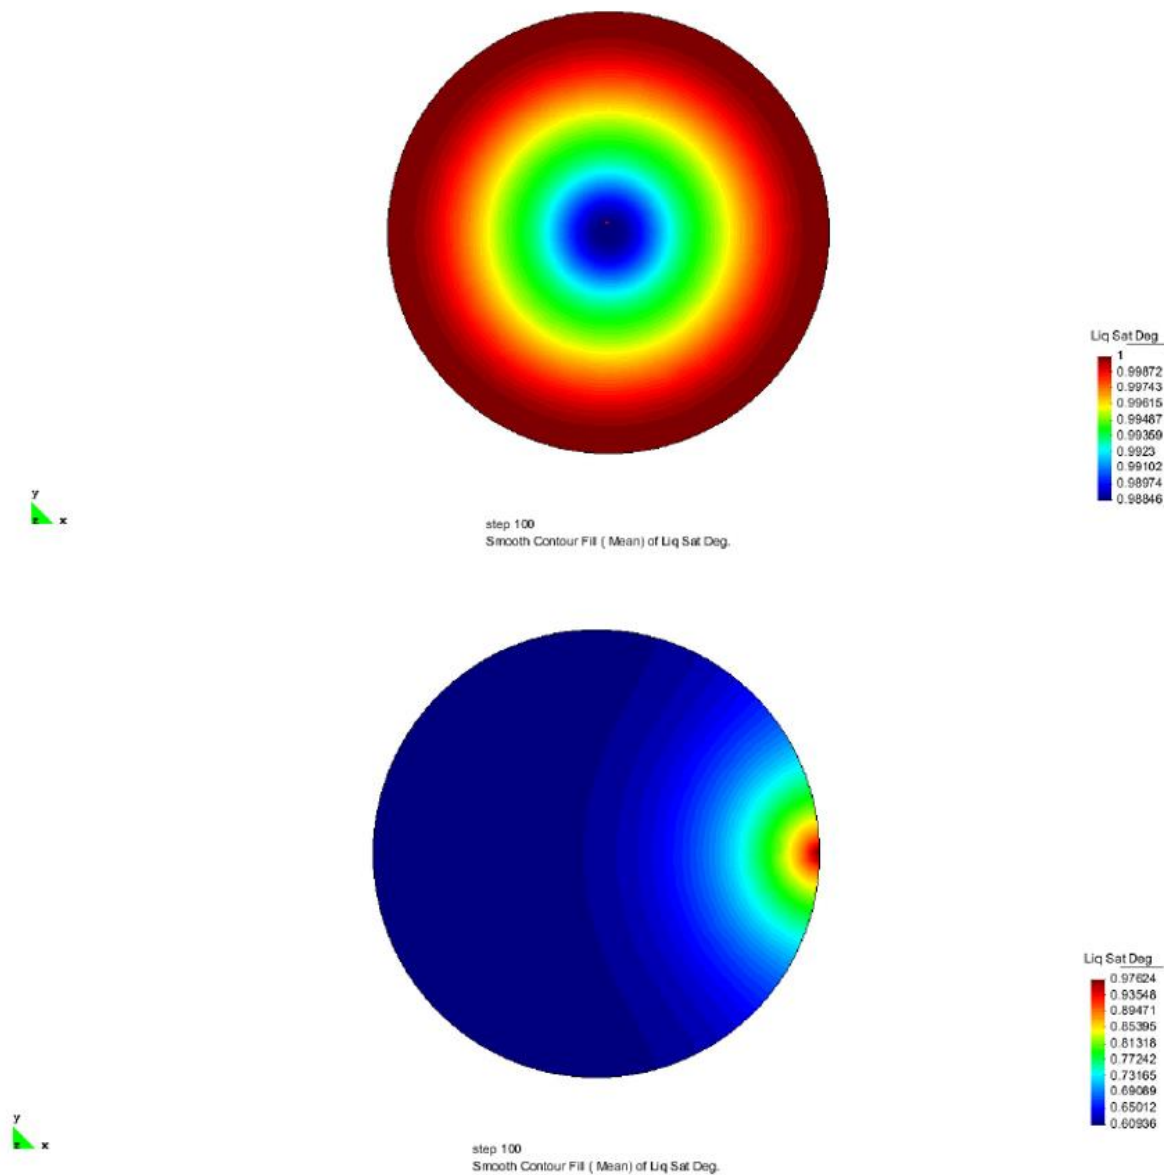 Liq Sat Deg
1
0.99872
0.99743
0.99615
0.99487
0.99359
0.9923
0.99102
0.98974
0.98846
y
z x
step 100
Smooth Contour Fill ( Mean) of Liq Sat Deg.
Liq Sat Deg
0.97624
0.93548
0.89471
0.85395
0.81318
0.77242
0.73165
0.69089
0.65012
0.60936
y
z x
step 100
Smooth Contour Fill ( Mean) of Liq Sat Deg.